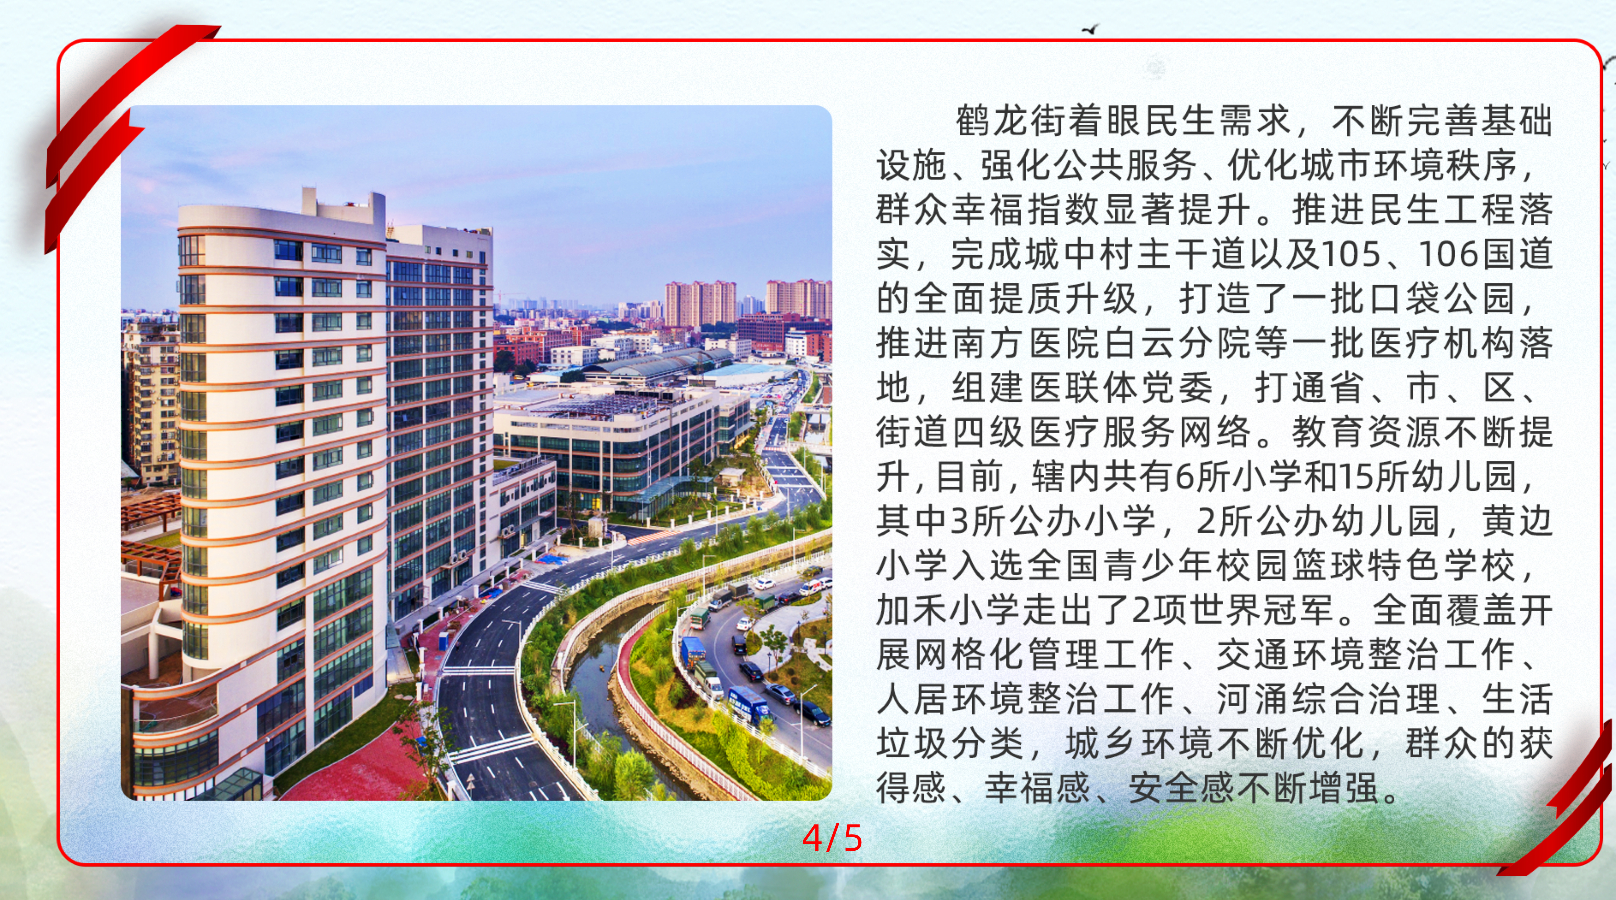 鹤龙街着眼民生需求，不断完善基础
设施、强化公共服务、优化城市环境秩序，
群众幸福指数显著提升。推进民生工程落
实，完成城中村主干道以及105、106国道
的全面提质升级，打造了一批口袋公园，
推进南方医院白云分院等一批医疗机构落
地，组建医联体党委，打通省、市、区、
街道四级医疗服务网络。教育资源不断提
升,目前,辖内共有6所小学和15所幼儿园，
其中3所公办小学，2所公办幼儿园，黄边
小学入选全国青少年校园篮球特色学校，
加禾小学走出了2项世界冠军。全面覆盖开
展网格化管理工作、交通环境整治工作、
人居环境整治工作、河涌综合治理、生活
垃圾分类，城乡环境不断优化，群众的获
得感、幸福感、安全感不断增强。
4/5